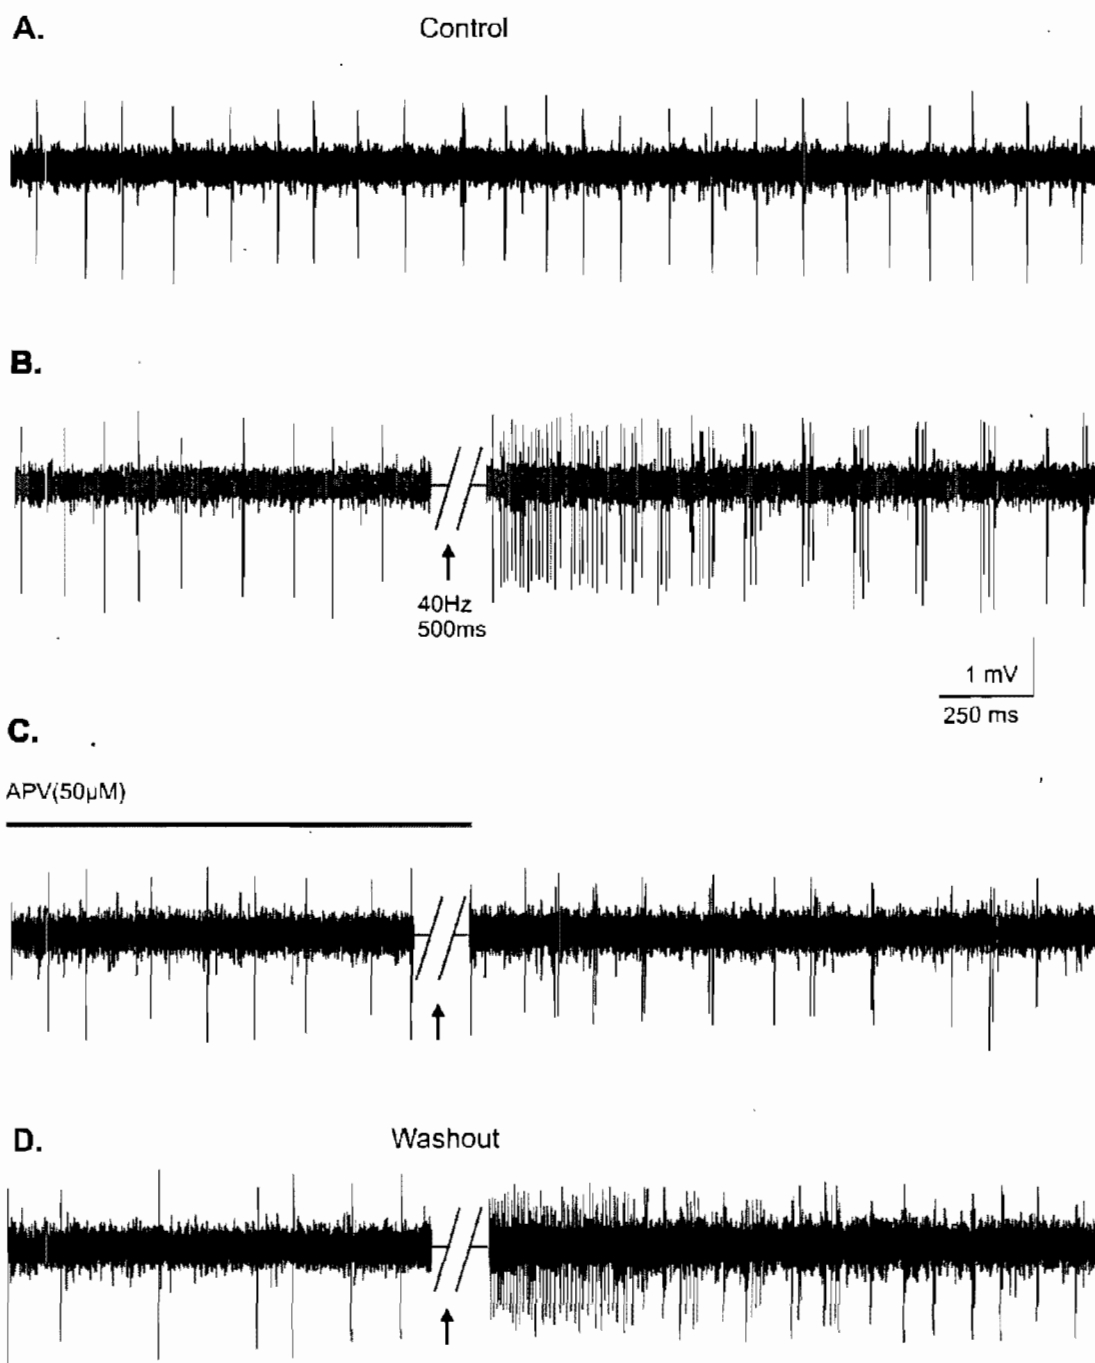 A.
Control
B.
40Hz
500ms
1 mV
250 ms
C.
APV(50µM)
D.
Washout